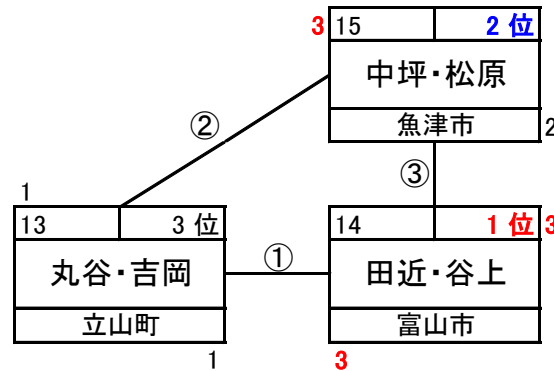 3 15 2 位
中坪・松原
魚津市 2
②
③
1
13 3 位
丸谷・吉岡
立山町
1
①
14 1 位 3
田近・谷上
富山市
3